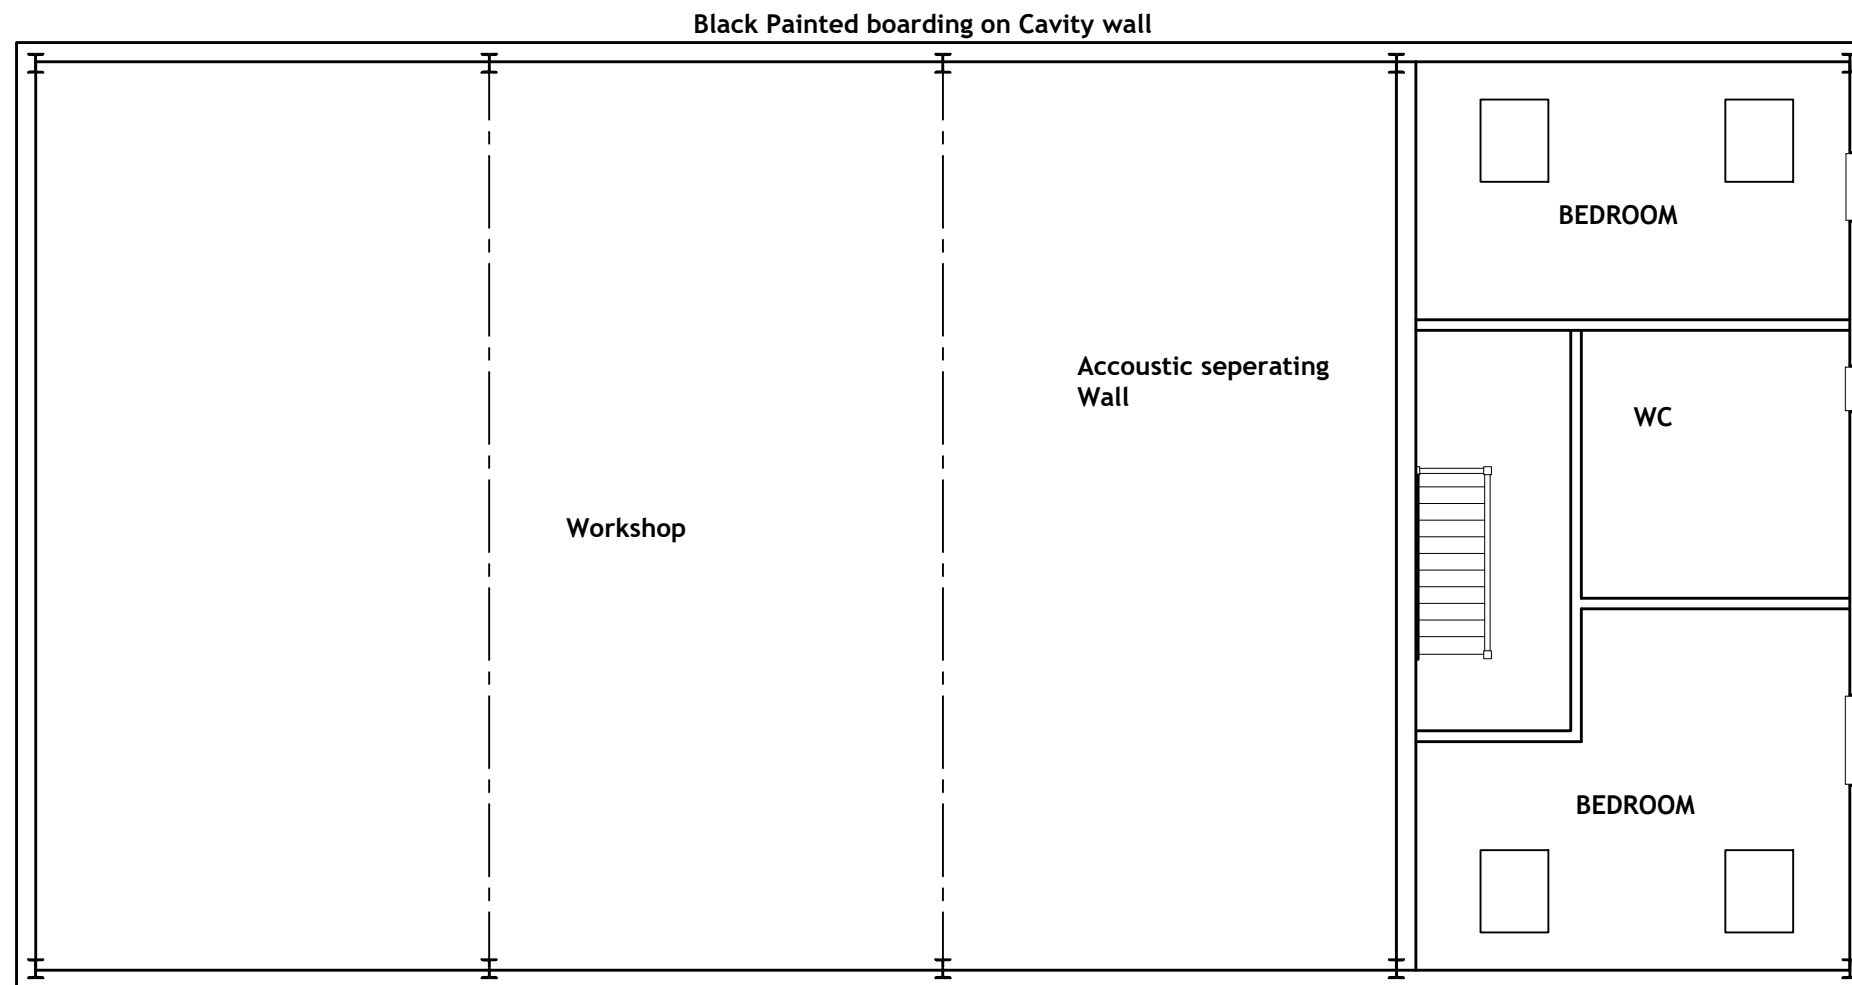 Black Painted boarding on Cavity wall
BEDROOM
Accoustic seperating
Wall
WC
Workshop
BEDROOM